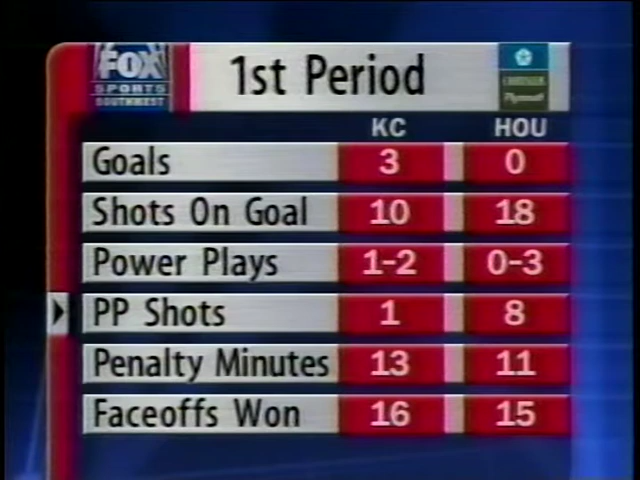 FOX
SPORTS
SOUTHWEST
1st Period
Plymouth
KC HOU
Goals 3 0
Shots On Goal 10 18
Power Plays 1-2 0-3
PP Shots 1 8
Penalty Minutes 13 11
Faceoffs Won 16 15